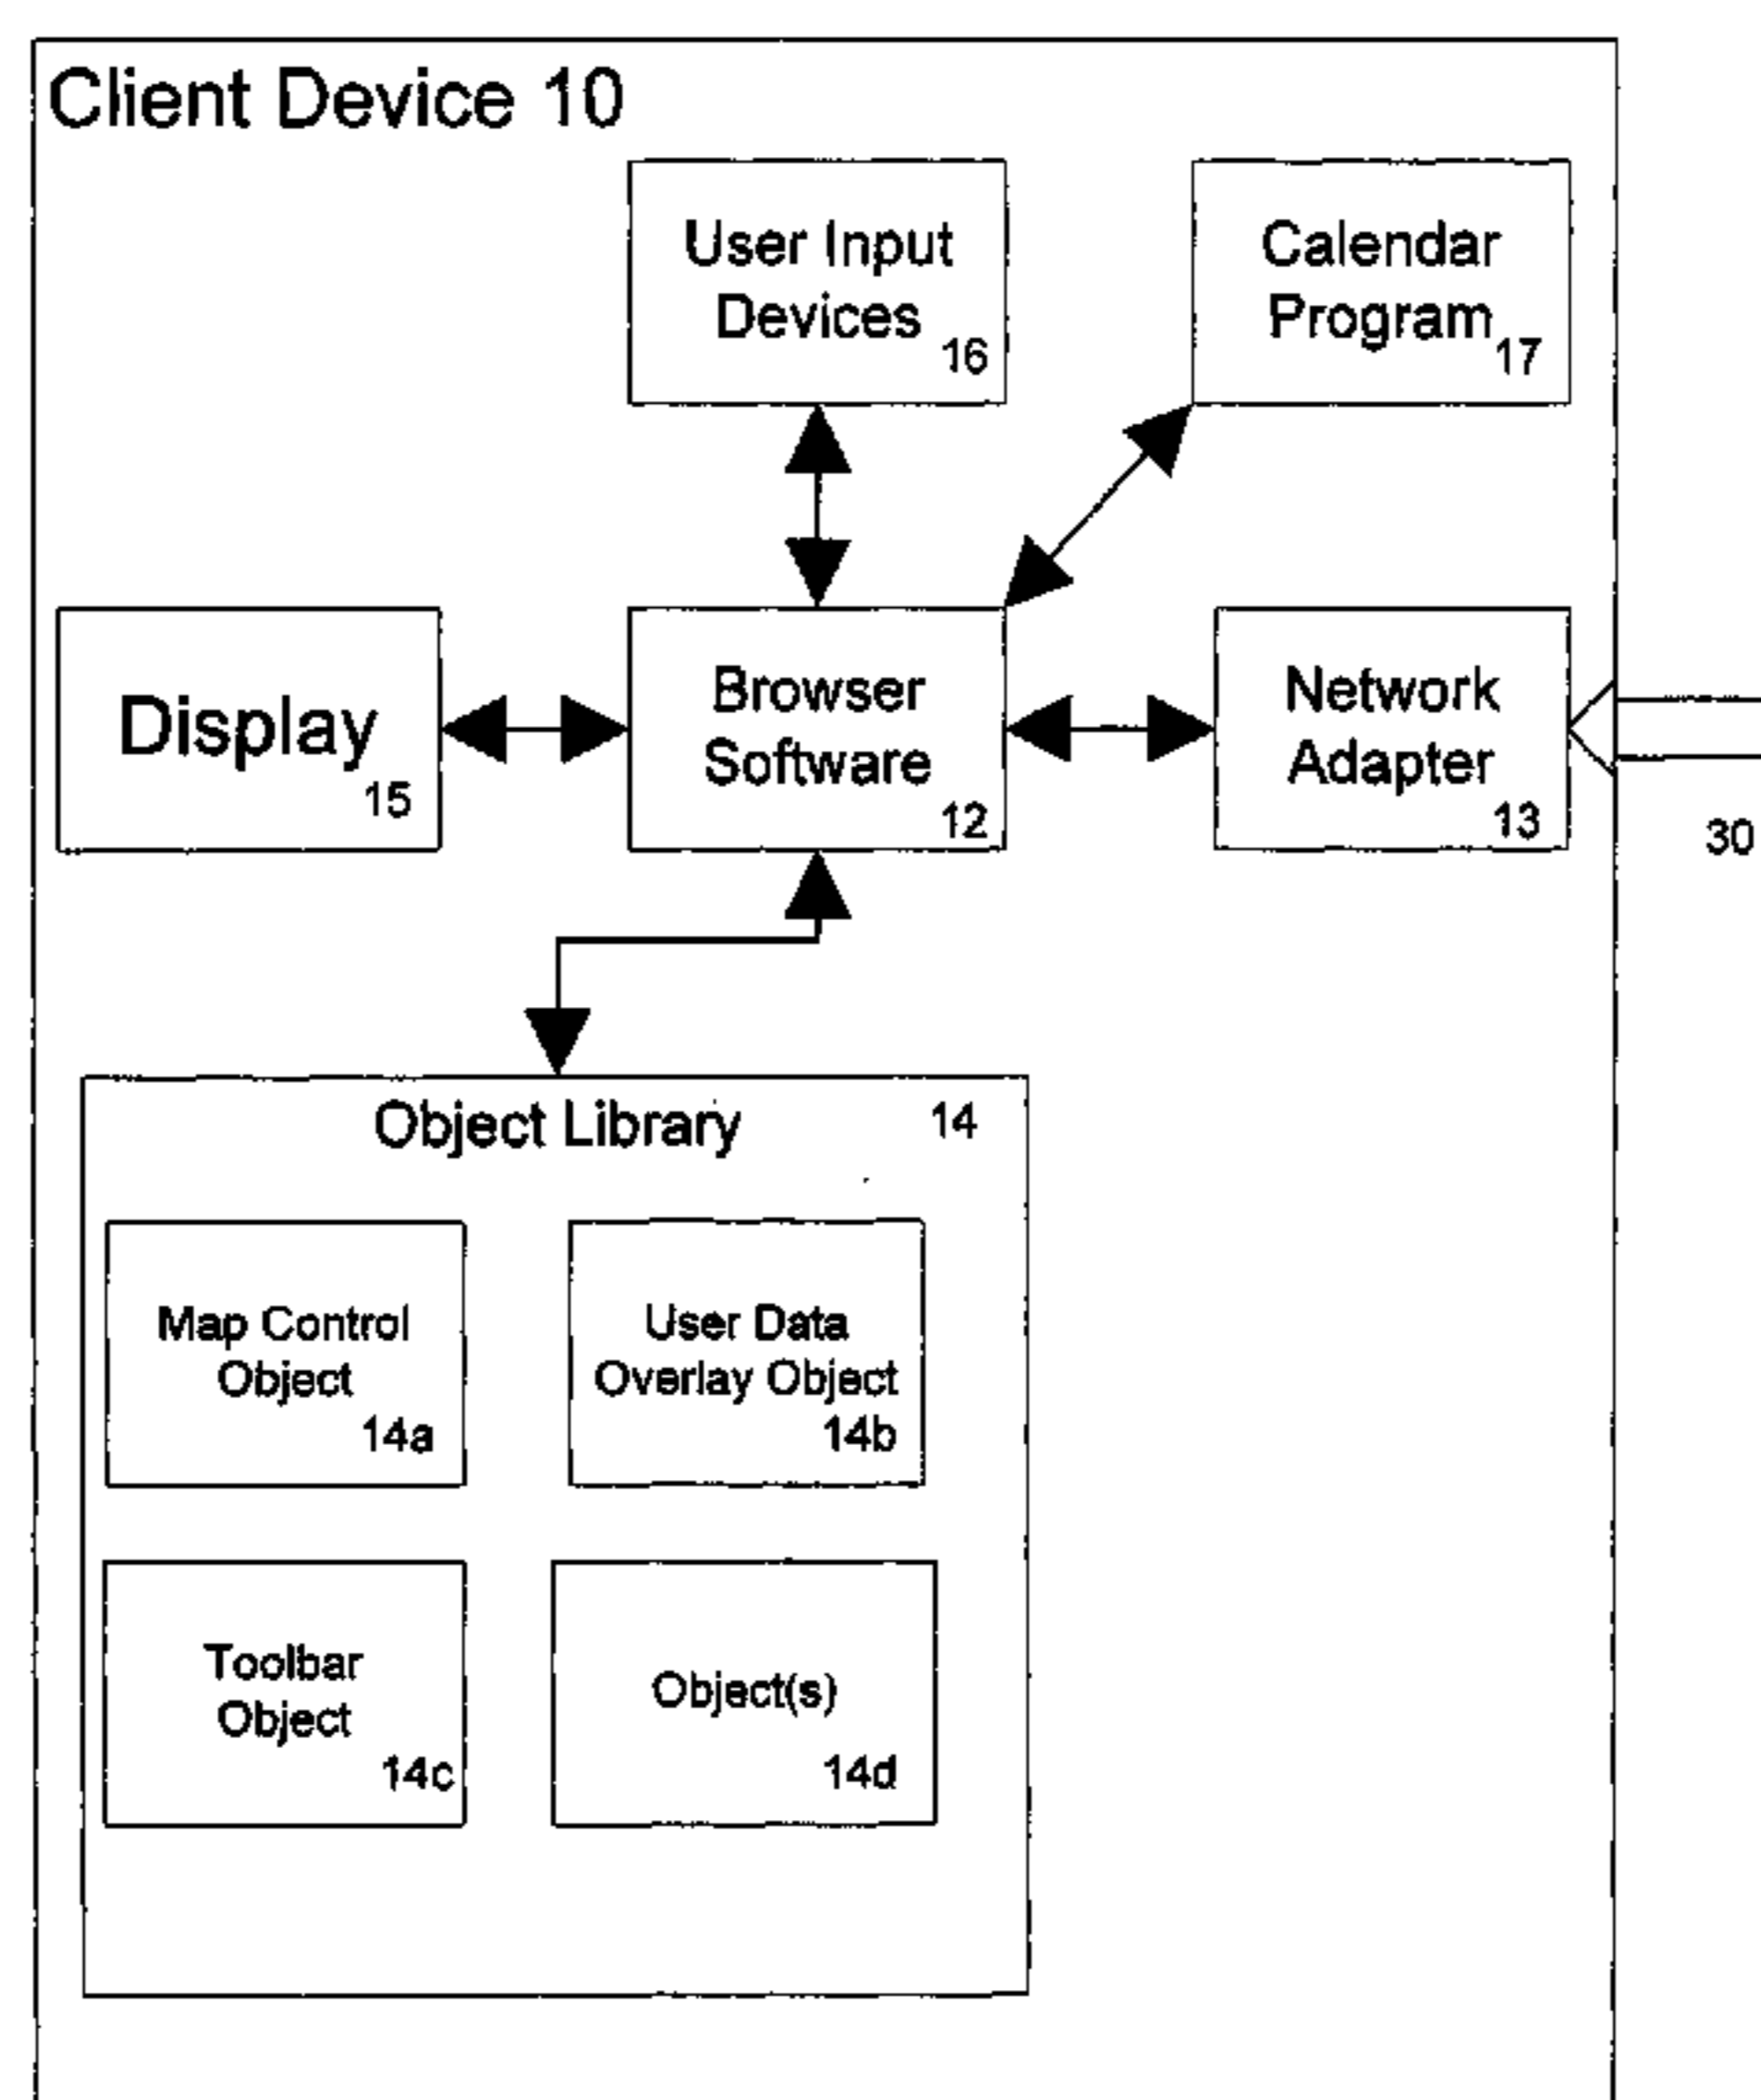 Client Device 10
User Input
Devices
16
Calendar
Program
17
Display
15
Browser
Software
12
Network
Adapter
13
30
Object Library
14
Map Control
Object
14a
User Data
Overlay Object
14b
Toolbar
Object
14c
Object(s)
14d